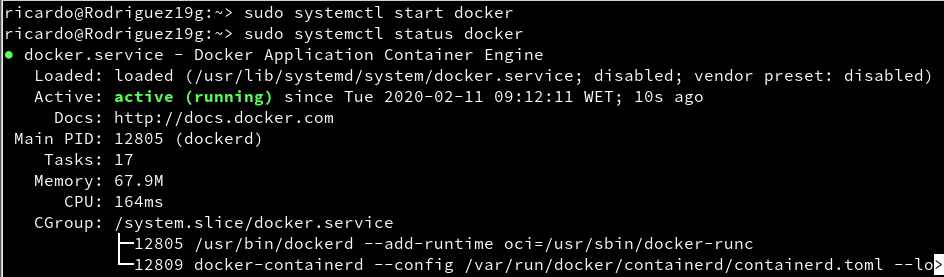 ricardo@Rodriguez19g:~> sudo systemctl start docker
ricardo@Rodriguez19g:~> sudo systemctl status docker
● docker.service - Docker Application Container Engine
   Loaded: loaded (/usr/lib/systemd/system/docker.service; disabled; vendor preset: disabled)
   Active: active (running) since Tue 2020-02-11 09:12:11 WET; 10s ago
     Docs: http://docs.docker.com
 Main PID: 12805 (dockerd)
    Tasks: 17
   Memory: 67.9M
      CPU: 164ms
   CGroup: /system.slice/docker.service
           ├─12805 /usr/bin/dockerd --add-runtime oci=/usr/sbin/docker-runc
           └─12809 docker-containerd --config /var/run/docker/containerd/containerd.toml --lo>